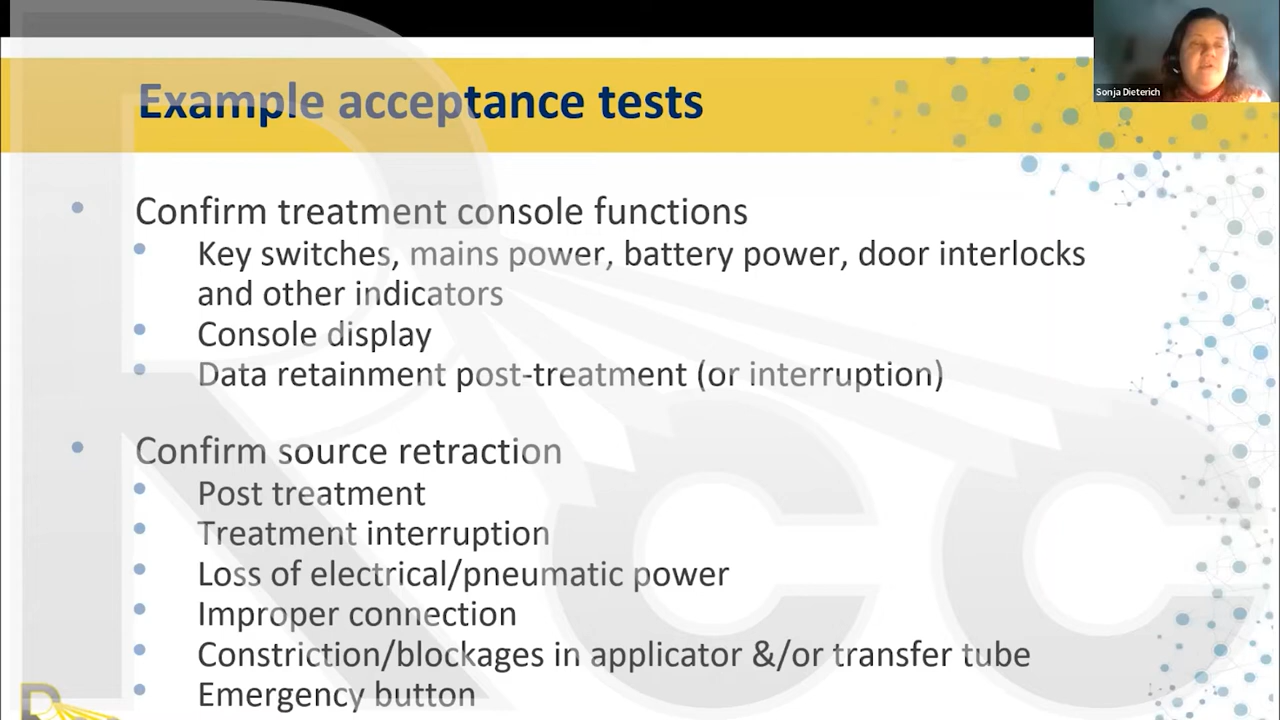 Sonja Dieterich
Example acceptance tests
• Confirm treatment console functions
• Key switches, mains power, battery power, door interlocks
and other indicators
• Console display
• Data retainment post-treatment (or interruption)
• Confirm source retraction
• Post treatment
• Treatment interruption
• Loss of electrical/pneumatic power
• Improper connection
• Constriction/blockages in applicator &/or transfer tube
• Emergency button
Rcc